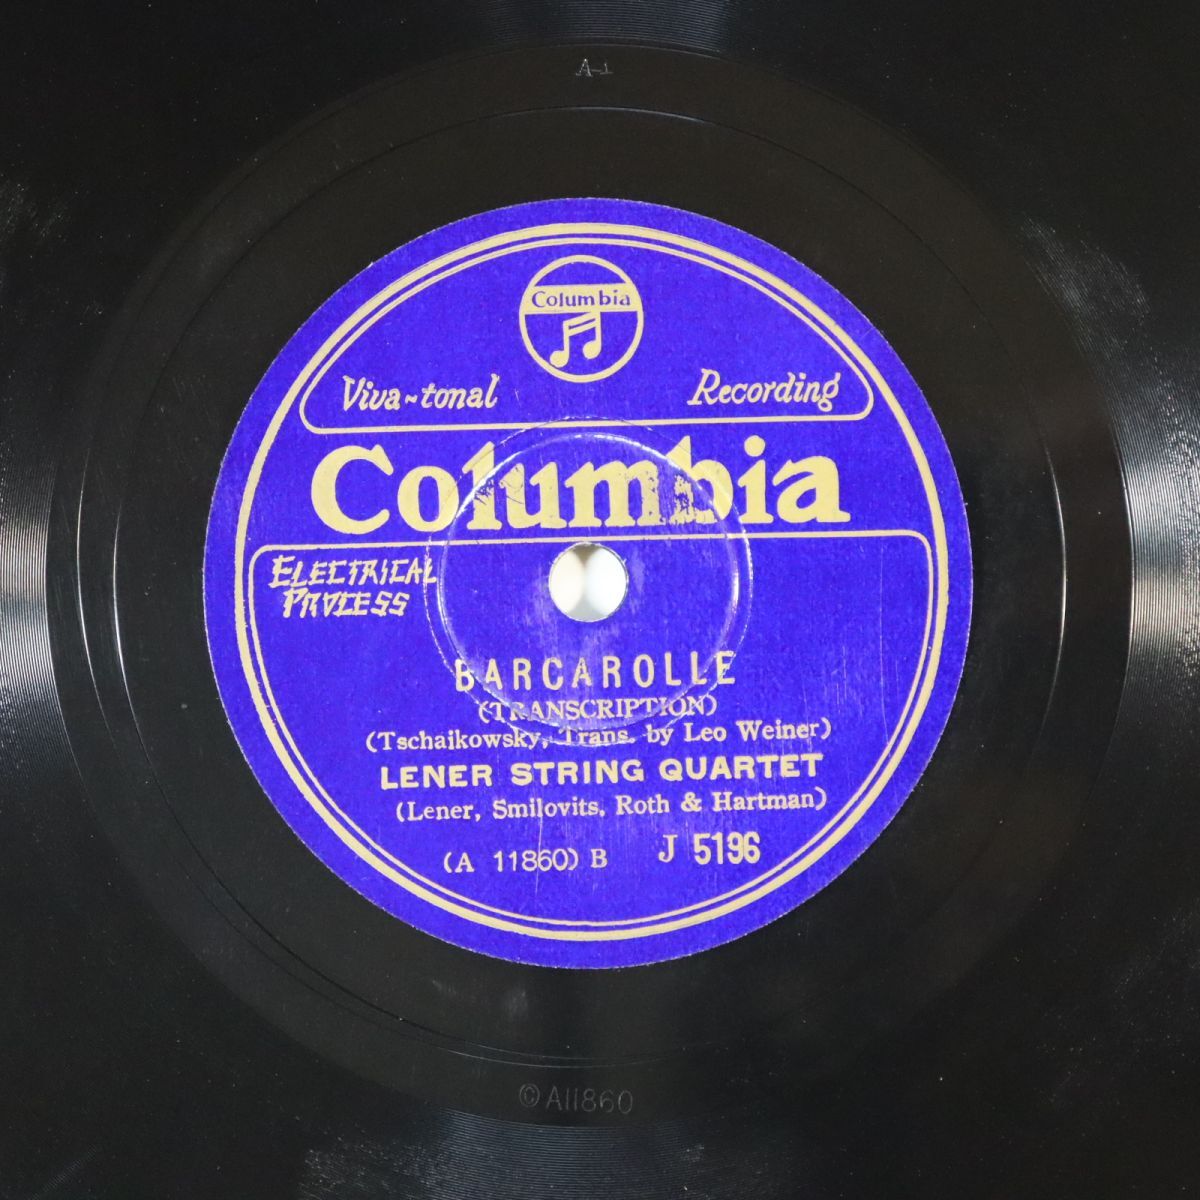 A-1
Columbia
Viva~tonal Recording
Columbia
ELECTRICAL
PROCESS
BARCAROLLE
(TRANSCRIPTION)
(Tschaikowsky, Trans. by Leo Weiner)
LENER STRING QUARTET
(Lener, Smilovits, Roth & Hartman)
(A 11860) B J 5196
©A11860